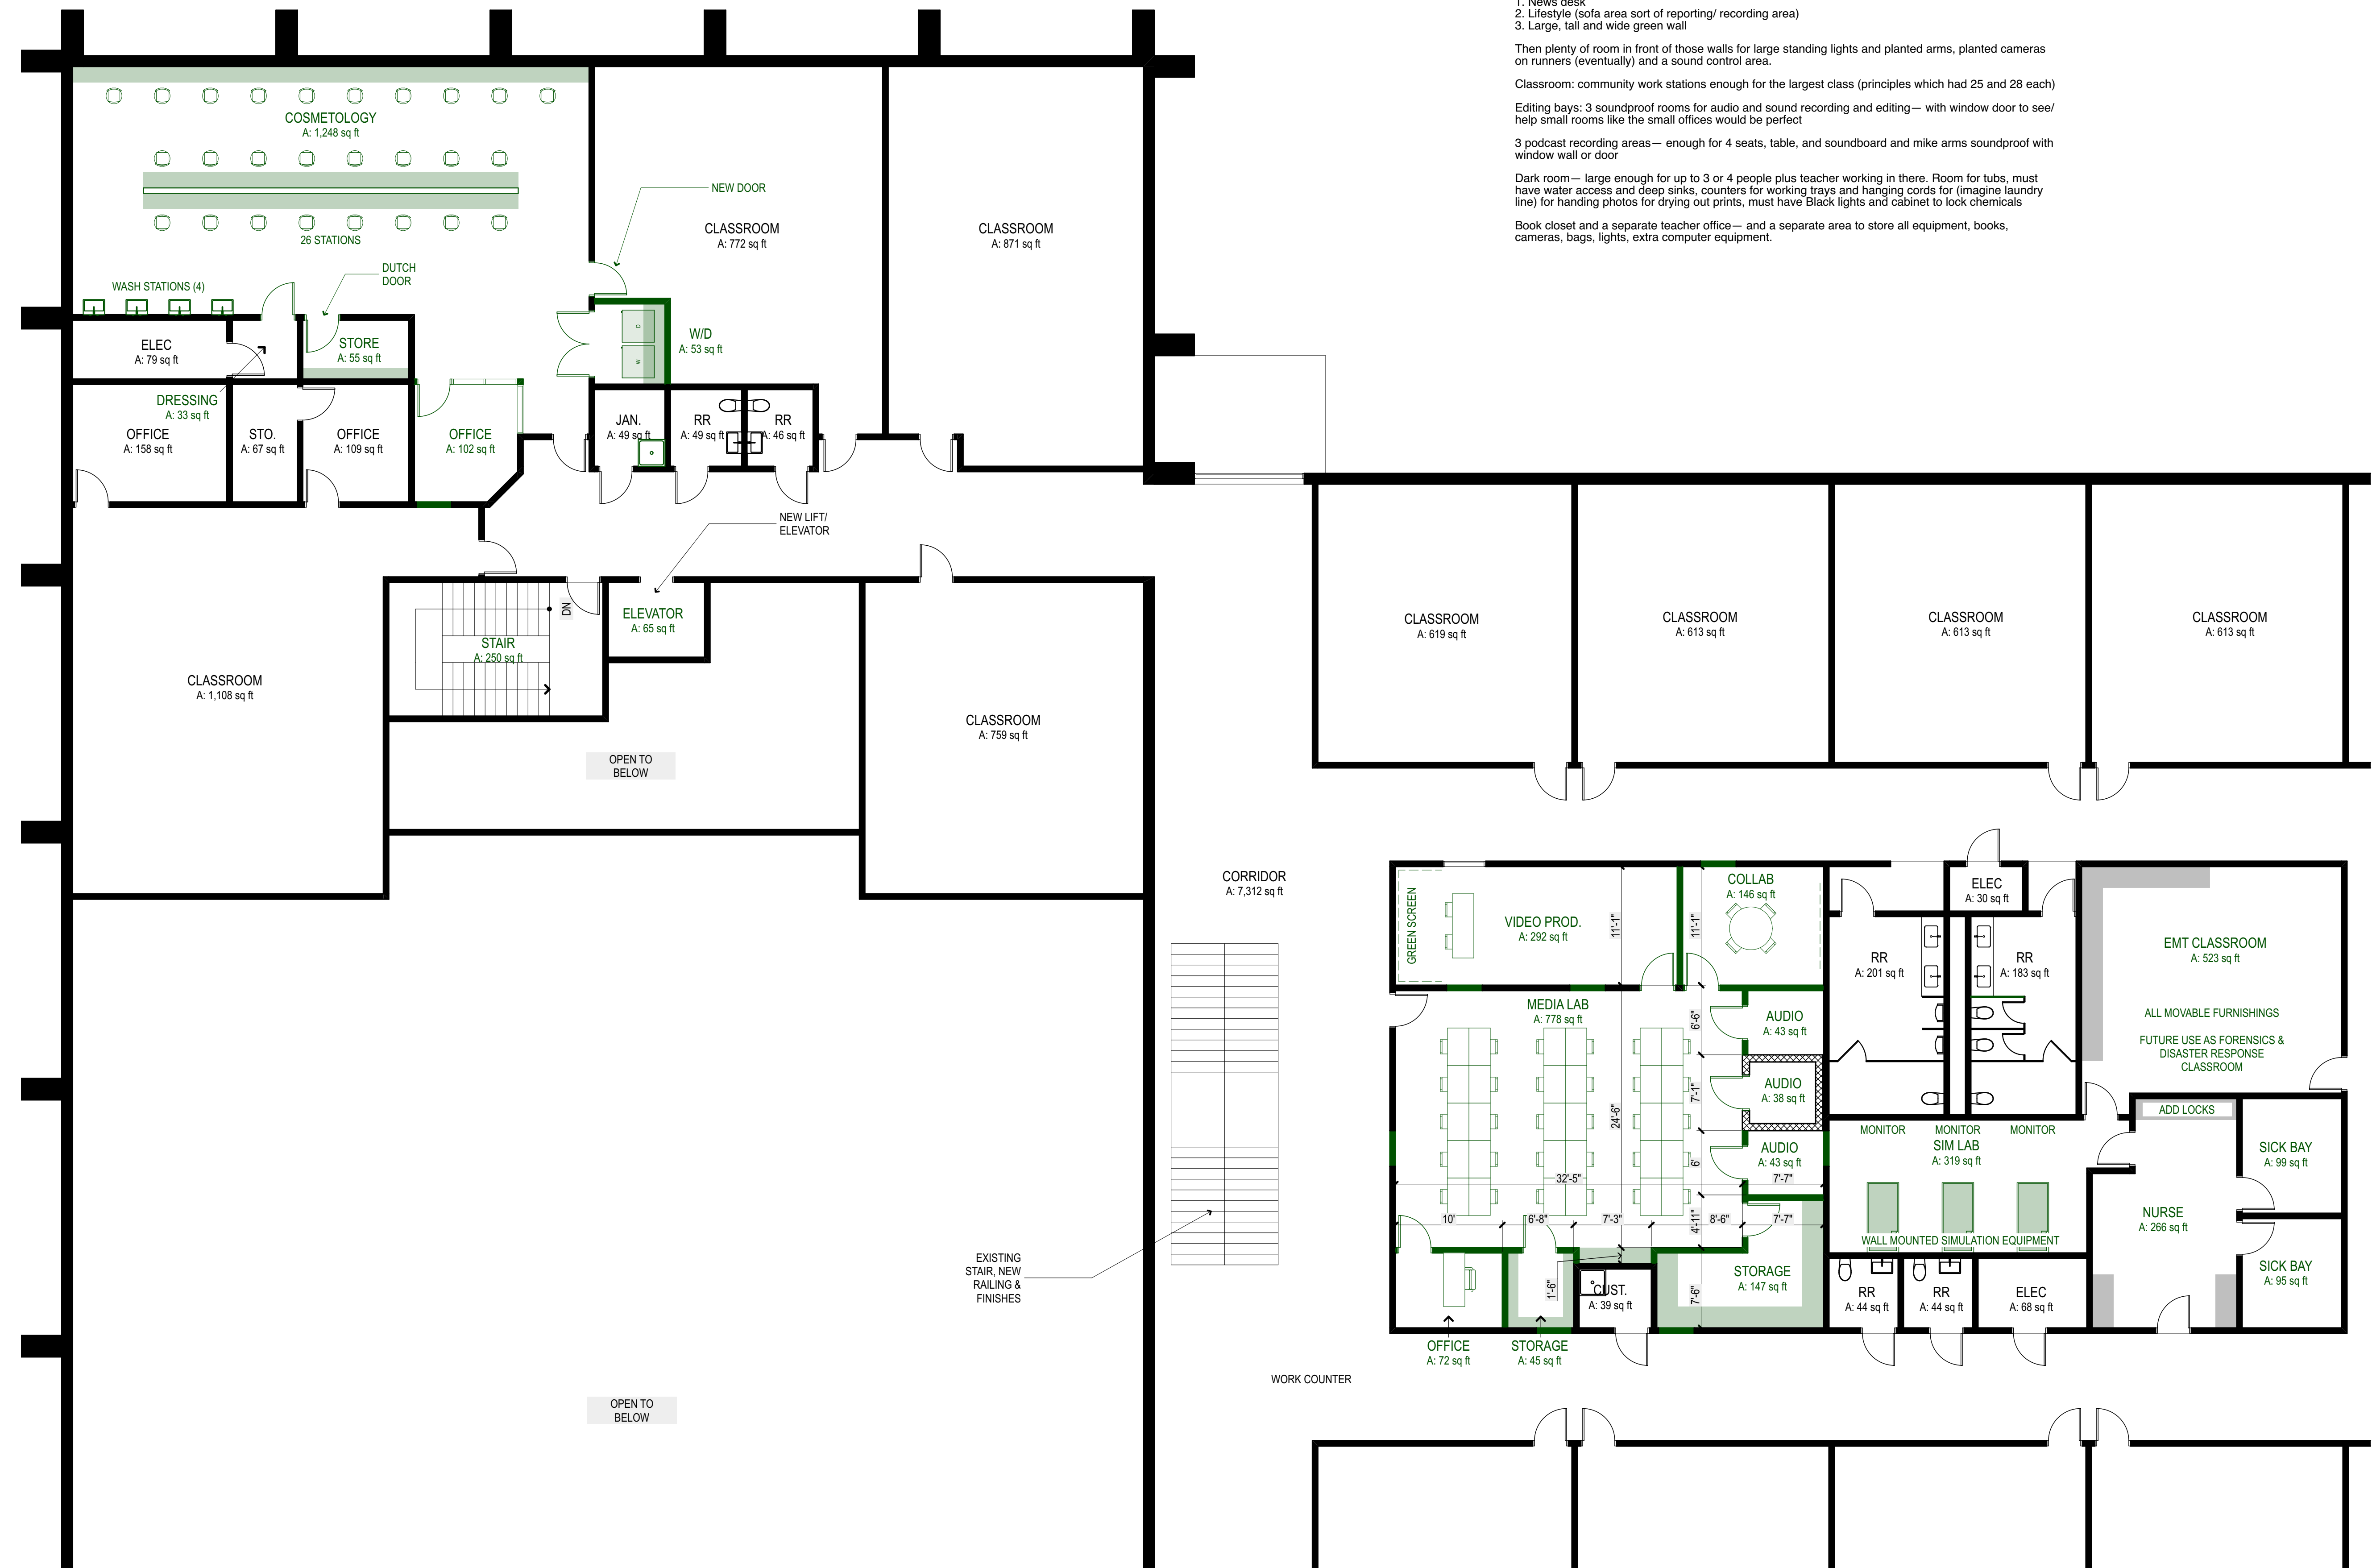 1. News desk
2. Lifestyle (sofa area sort of reporting/ recording area)
3. Large, tall and wide green wall
Then plenty of room in front of those walls for large standing lights and planted arms, planted cameras
on runners (eventually) and a sound control area.
Classroom: community work stations enough for the largest class (principles which had 25 and 28 each)
Editing bays: 3 soundproof rooms for audio and sound recording and editing— with window door to see/
help small rooms like the small offices would be perfect
3 podcast recording areas— enough for 4 seats, table, and soundboard and mike arms soundproof with
window wall or door
Dark room— large enough for up to 3 or 4 people plus teacher working in there. Room for tubs, must
have water access and deep sinks, counters for working trays and hanging cords for (imagine laundry
line) for handing photos for drying out prints, must have Black lights and cabinet to lock chemicals
Book closet and a separate teacher office— and a separate area to store all equipment, books,
cameras, bags, lights, extra computer equipment.
COSMETOLOGY
A: 1,248 sq ft
26 STATIONS
DUTCH
DOOR
WASH STATIONS (4)
NEW DOOR
CLASSROOM
A: 772 sq ft
CLASSROOM
A: 871 sq ft
ELEC
A: 79 sq ft
STORE
A: 55 sq ft
W/D
A: 53 sq ft
D
W
DRESSING
A: 33 sq ft
OFFICE
A: 158 sq ft
STO.
A: 67 sq ft
OFFICE
A: 109 sq ft
OFFICE
A: 102 sq ft
JAN.
A: 49 sq ft
RR
A: 49 sq ft
RR
A: 46 sq ft
NEW LIFT/
ELEVATOR
DN
ELEVATOR
A: 65 sq ft
STAIR
A: 250 sq ft
CLASSROOM
A: 1,108 sq ft
CLASSROOM
A: 759 sq ft
OPEN TO
BELOW
CLASSROOM
A: 619 sq ft
CLASSROOM
A: 613 sq ft
CLASSROOM
A: 613 sq ft
CLASSROOM
A: 613 sq ft
CORRIDOR
A: 7,312 sq ft
GREEN SCREEN
VIDEO PROD.
A: 292 sq ft
11'-1"
11'-1"
COLLAB
A: 146 sq ft
MEDIA LAB
A: 778 sq ft
AUDIO
A: 43 sq ft
AUDIO
A: 38 sq ft
AUDIO
A: 43 sq ft
6'-6"
7'-1"
6'
24'-6"
32'-5"
7'-7"
10'
6'-8"
7'-3"
8'-6"
7'-7"
4'-11"
7'-6"
1'-6"
STORAGE
A: 147 sq ft
CUST.
A: 39 sq ft
OFFICE
A: 72 sq ft
STORAGE
A: 45 sq ft
ELEC
A: 30 sq ft
RR
A: 201 sq ft
RR
A: 183 sq ft
EMT CLASSROOM
A: 523 sq ft
ALL MOVABLE FURNISHINGS
FUTURE USE AS FORENSICS &
DISASTER RESPONSE
CLASSROOM
ADD LOCKS
MONITOR
MONITOR
MONITOR
SIM LAB
A: 319 sq ft
WALL MOUNTED SIMULATION EQUIPMENT
SICK BAY
A: 99 sq ft
NURSE
A: 266 sq ft
SICK BAY
A: 95 sq ft
RR
A: 44 sq ft
RR
A: 44 sq ft
ELEC
A: 68 sq ft
EXISTING
STAIR, NEW
RAILING &
FINISHES
WORK COUNTER
OPEN TO
BELOW